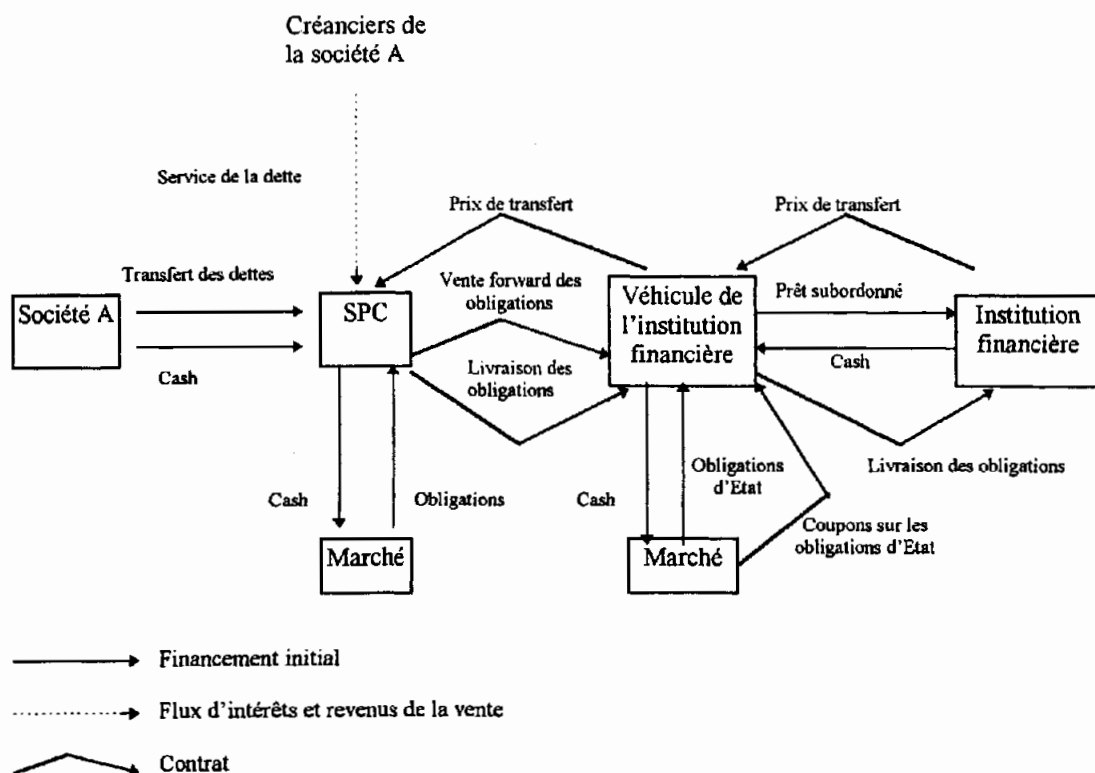 Créanciers de
la société A
Service de la dette
Prix de transfert
Prix de transfert
Transfert des dettes
Vente forward des
obligations
Société A
SPC
Véhicule de
l'institution
financière
Prêt subordonné
Institution
financière
Cash
Cash
Livraison des
obligations
Cash
Obligations
Cash
Obligations
d'Etat
Livraison des obligations
Coupons sur les
obligations d'Etat
Marché
Marché
Financement initial
Flux d'intérêts et revenus de la vente
Contrat